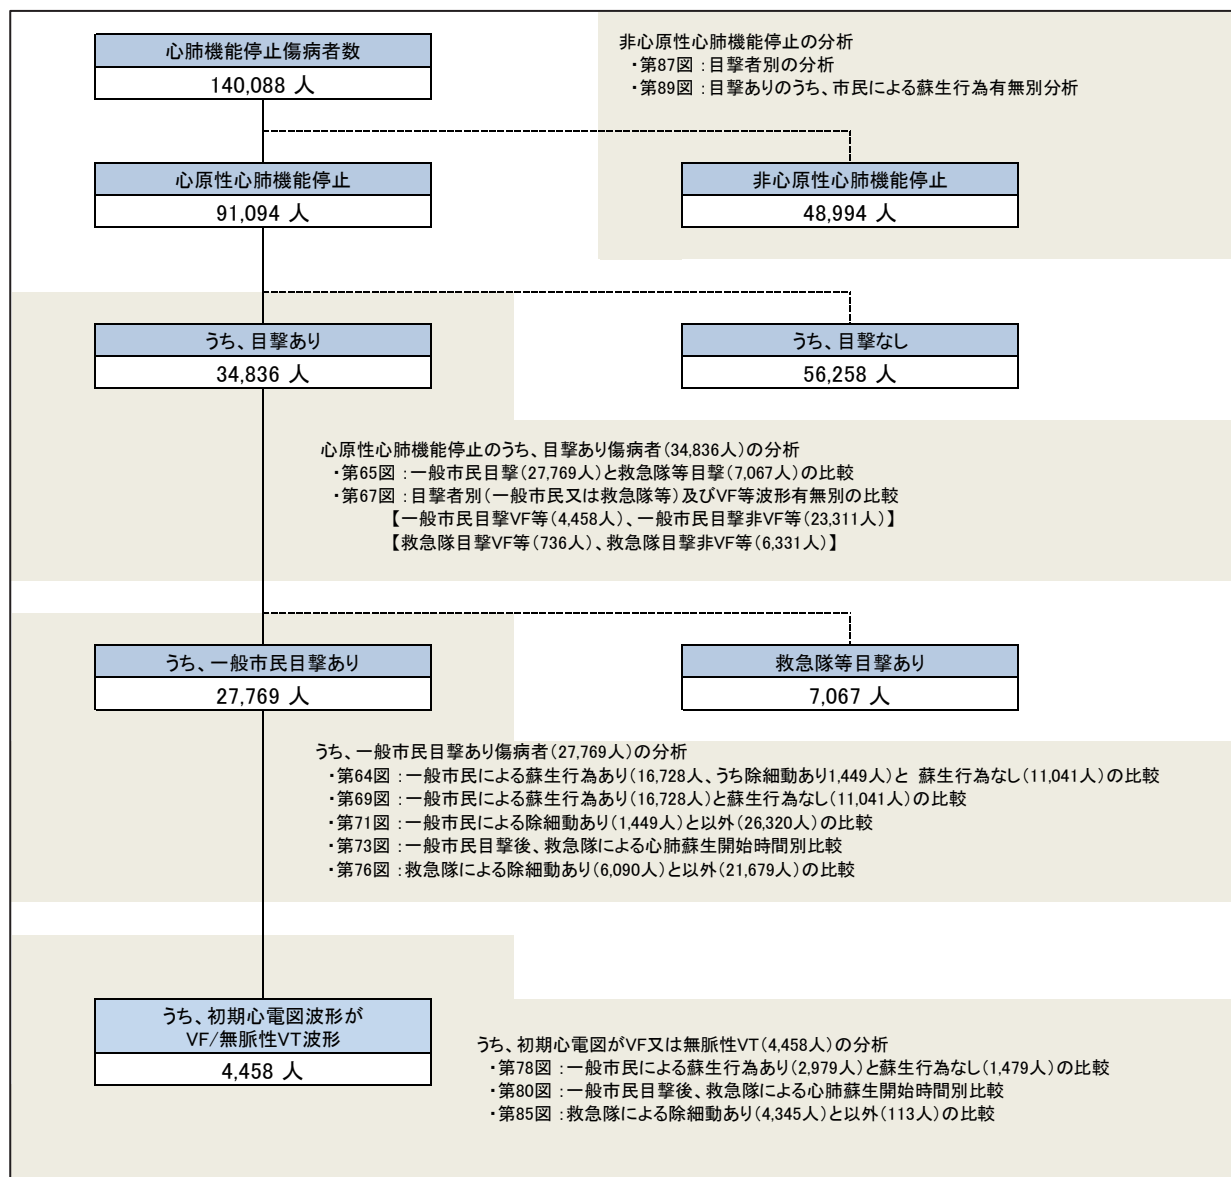 心肺機能停止傷病者数
140,088 人
非心原性心肺機能停止の分析
・第87図：目撃者別の分析
・第89図：目撃ありのうち、市民による蘇生行為有無別分析
心原性心肺機能停止
91,094 人
非心原性心肺機能停止
48,994 人
うち、目撃あり
34,836 人
うち、目撃なし
56,258 人
心原性心肺機能停止のうち、目撃あり傷病者（34,836人）の分析
・第65図：一般市民目撃（27,769人）と救急隊等目撃（7,067人）の比較
・第67図：目撃者別（一般市民又は救急隊等）及びVF等波形有無別の比較
【一般市民目撃VF等（4,458人）、一般市民目撃非VF等（23,311人）】
【救急隊目撃VF等（736人）、救急隊目撃非VF等（6,331人）】
うち、一般市民目撃あり
27,769 人
救急隊等目撃あり
7,067 人
うち、一般市民目撃あり傷病者（27,769人）の分析
・第64図：一般市民による蘇生行為あり（16,728人、うち除細動あり1,449人）と 蘇生行為なし（11,041人）の比較
・第69図：一般市民による蘇生行為あり（16,728人）と蘇生行為なし（11,041人）の比較
・第71図：一般市民による除細動あり（1,449人）と以外（26,320人）の比較
・第73図：一般市民目撃後、救急隊による心肺蘇生開始時間別比較
・第76図：救急隊による除細動あり（6,090人）と以外（21,679人）の比較
うち、初期心電図波形が
VF/無脈性VT波形
4,458 人
うち、初期心電図がVF又は無脈性VT（4,458人）の分析
・第78図：一般市民による蘇生行為あり（2,979人）と蘇生行為なし（1,479人）の比較
・第80図：一般市民目撃後、救急隊による心肺蘇生開始時間別比較
・第85図：救急隊による除細動あり（4,345人）と以外（113人）の比較